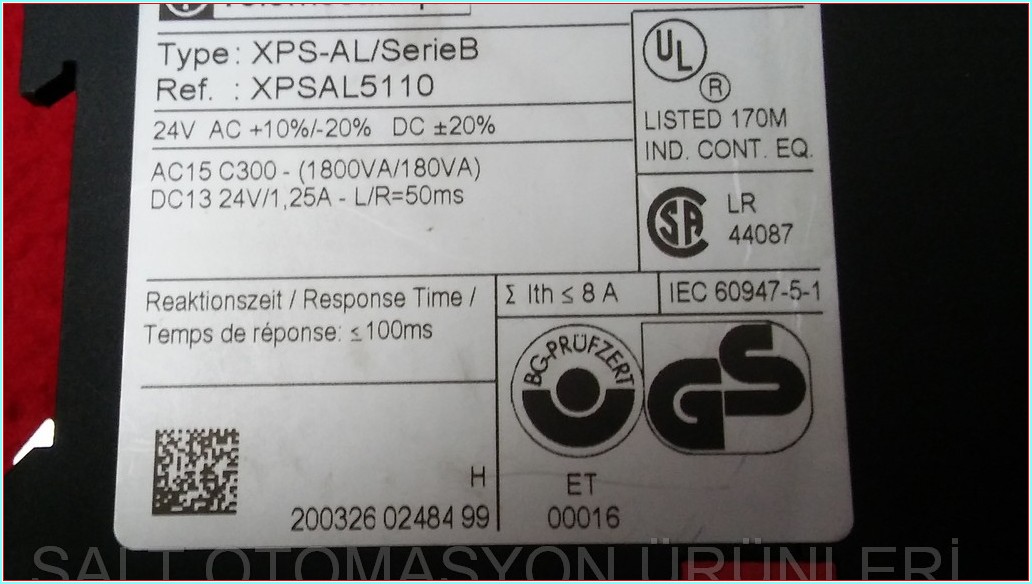 Type : XPS-AL/SerieB
Ref. : XPSAL5110
24V AC +10%/-20% DC ±20%
AC15 C300 - (1800VA/180VA)
DC13 24V/1,25A - L/R=50ms
UL
R
LISTED 170M
IND. CONT. EQ.
SA
LR
44087
Reaktionszeit / Response Time /
Temps de réponse: ≤100ms
Σ Ith ≤ 8 A
IEC 60947-5-1
BG-PRÜFZERT
GS
H
200326 02484 99
ET
00016
OTOMASYON ÜRÜNLERİ